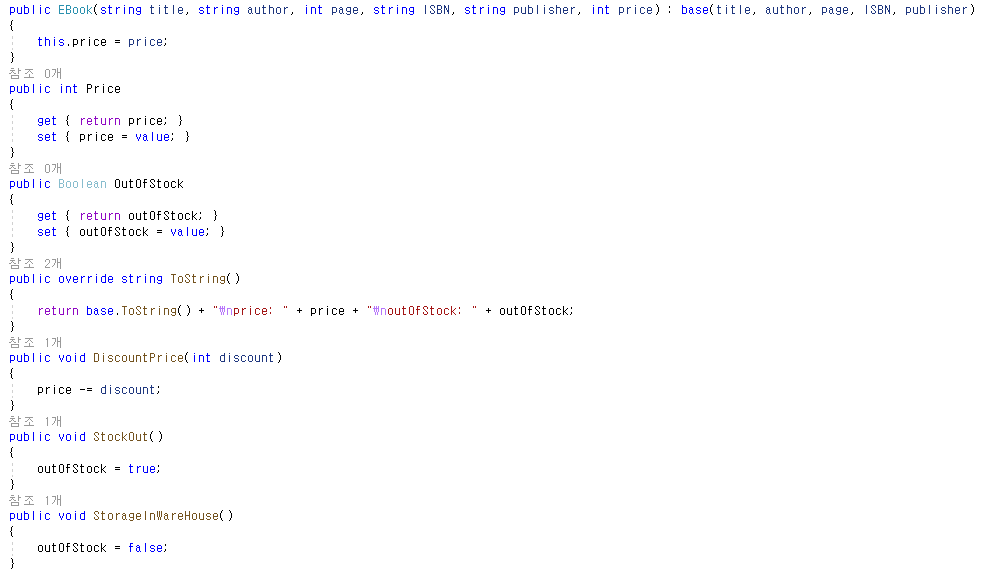 public EBook(string title, string author, int page, string ISBN, string publisher, int price) : base(title, author, page, ISBN, publisher)
{
    this.price = price;
}
참조 0개
public int Price
{
    get { return price; }
    set { price = value; }
}
참조 0개
public Boolean OutOfStock
{
    get { return outOfStock; }
    set { outOfStock = value; }
}
참조 2개
public override string ToString()
{
    return base.ToString() + "₩nprice: " + price + "₩noutOfStock: " + outOfStock;
}
참조 1개
public void DiscountPrice(int discount)
{
    price -= discount;
}
참조 1개
public void StockOut()
{
    outOfStock = true;
}
참조 1개
public void StorageInWareHouse()
{
    outOfStock = false;
}